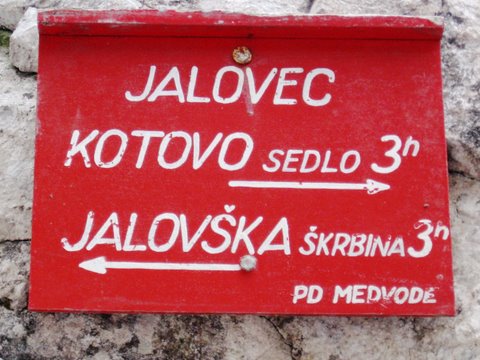 JALOVEC
KOTOVO SEDLO 3h
JALOVŠKA ŠKRBINA 3h
PD MEDVODE